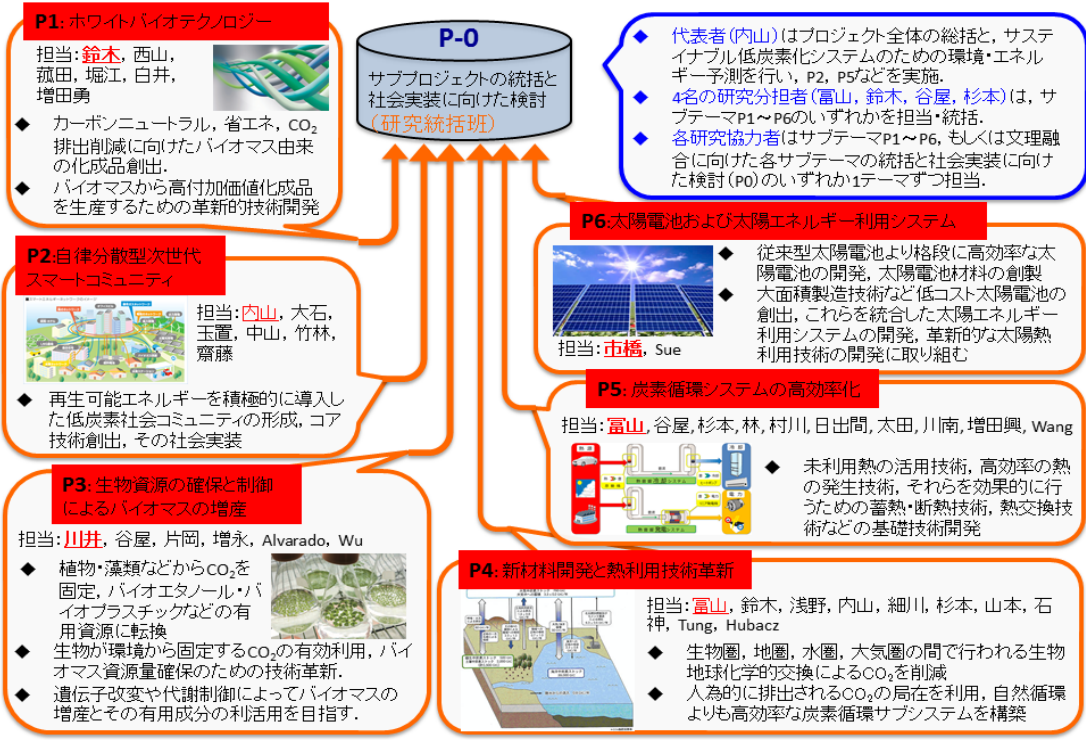 P1: ホワイトバイオテクノロジー
担当：鈴木, 西山,
菰田, 堀江, 白井,
増田勇
◆ カーボンニュートラル, 省エネ, CO₂
排出削減に向けたバイオマス由来
の化成品創出.
◆ バイオマスから高付加価値化成品
を生産するための革新的技術開発
P-0
サブプロジェクトの統括と
社会実装に向けた検討
（研究統括班）
◆ 代表者（内山）はプロジェクト全体の総括と, サステ
イナブル低炭素化システムのための環境・エネル
ギー予測を行い, P2, P5などを実施.
◆ 4名の研究分担者（冨山, 鈴木, 谷屋, 杉本）は, サ
ブテーマP1～P6のいずれかを担当・統括.
◆ 各研究協力者はサブテーマP1～P6, もしくは文理融
合に向けた各サブテーマの統括と社会実装に向け
た検討（P0）のいずれか1テーマずつ担当.
P2：自律分散型次世代
スマートコミュニティ
担当：内山, 大石,
玉置, 中山, 竹林,
齋藤
◆ 再生可能エネルギーを積極的に導入し
た低炭素社会コミュニティの形成, コア
技術創出, その社会実装
P6:太陽電池および太陽エネルギー利用システム
◆ 従来型太陽電池より格段に高効率な太
陽電池の開発, 太陽電池材料の創製
◆ 大面積製造技術など低コスト太陽電池の
創出, これらを統合した太陽エネルギー
利用システムの開発, 革新的な太陽熱
利用技術の開発に取り組む
担当：市橋, Sue
P5: 炭素循環システムの高効率化
担当：冨山, 谷屋, 杉本, 林, 村川, 日出間, 太田, 川南, 増田興, Wang
◆ 未利用熱の活用技術, 高効率の熱
の発生技術, それらを効果的に行
うための蓄熱・断熱技術, 熱交換技
術などの基礎技術開発
P3: 生物資源の確保と制御
によるバイオマスの増産
担当：川井, 谷屋, 片岡, 増永, Alvarado, Wu
◆ 植物・藻類などからCO₂を
固定, バイオエタノール・バ
イオプラスチックなどの有
用資源に転換
◆ 生物が環境から固定するCO₂の有効利用, バイ
オマス資源量確保のための技術革新.
◆ 遺伝子改変や代謝制御によってバイオマスの
増産とその有用成分の利活用を目指す.
P4: 新材料開発と熱利用技術革新
担当：冨山, 鈴木, 浅野, 内山, 細川, 杉本, 山本, 石
神, Tung, Hubacz
◆ 生物圏, 地圏, 水圏, 大気圏の間で行われる生物
地球化学的交換によるCO₂を削減
◆ 人為的に排出されるCO₂の局在を利用, 自然循環
よりも高効率な炭素循環サブシステムを構築